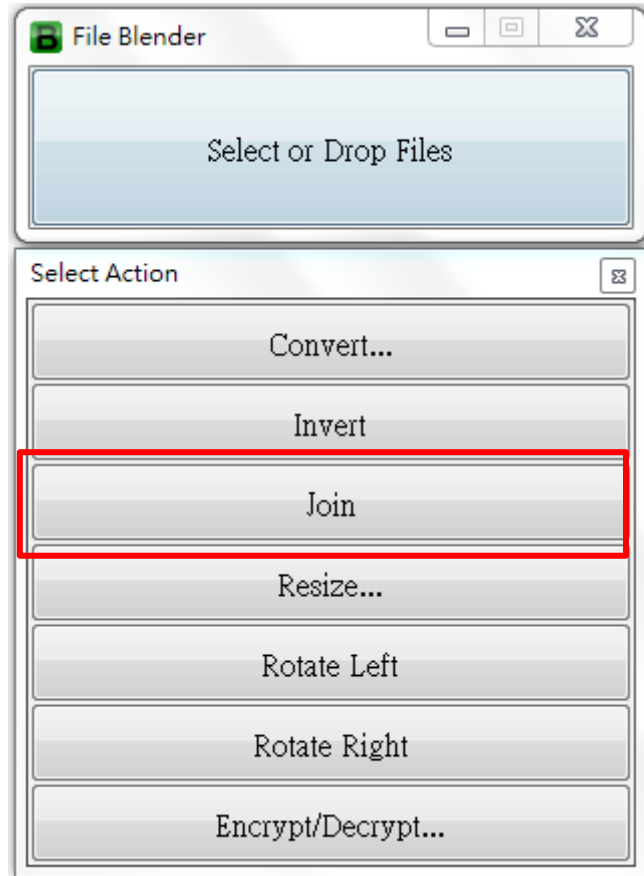 File Blender
Select or Drop Files
Select Action
Convert...
Invert
Join
Resize...
Rotate Left
Rotate Right
Encrypt/Decrypt...